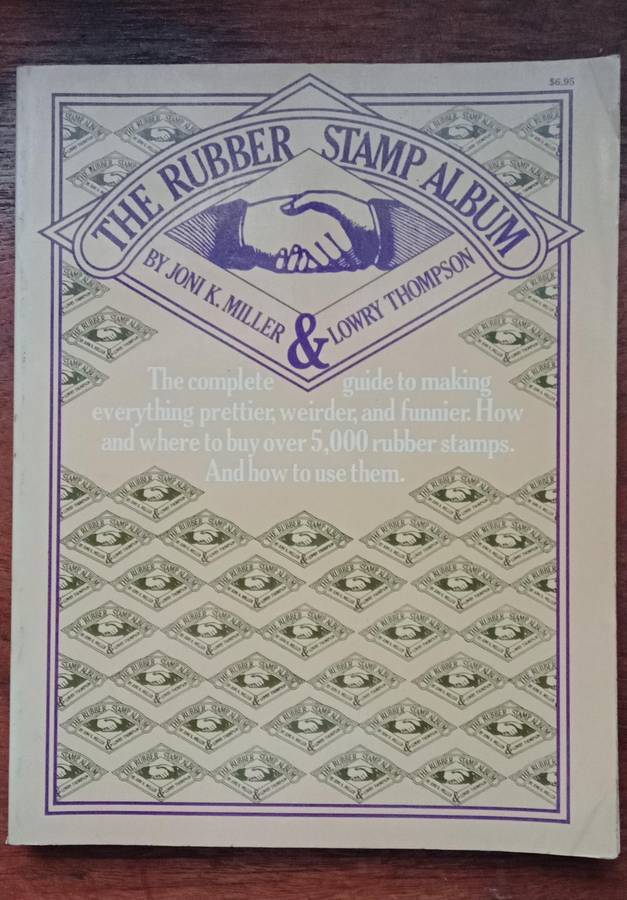 $6.95
THE RUBBER STAMP ALBUM
BY JONI K. MILLER
&
LOWRY THOMPSON
The complete guide to making
everything prettier, weirder, and funnier. How
and where to buy over 5,000 rubber stamps.
And how to use them.